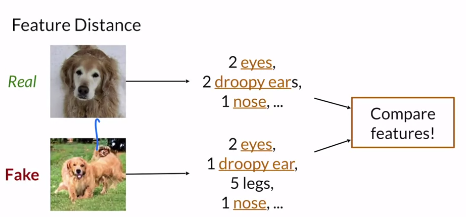 Feature Distance
Real
2 eyes,
2 droopy ears,
1 nose, ...
Fake
2 eyes,
1 droopy ear,
5 legs,
1 nose, ...
Compare
features!